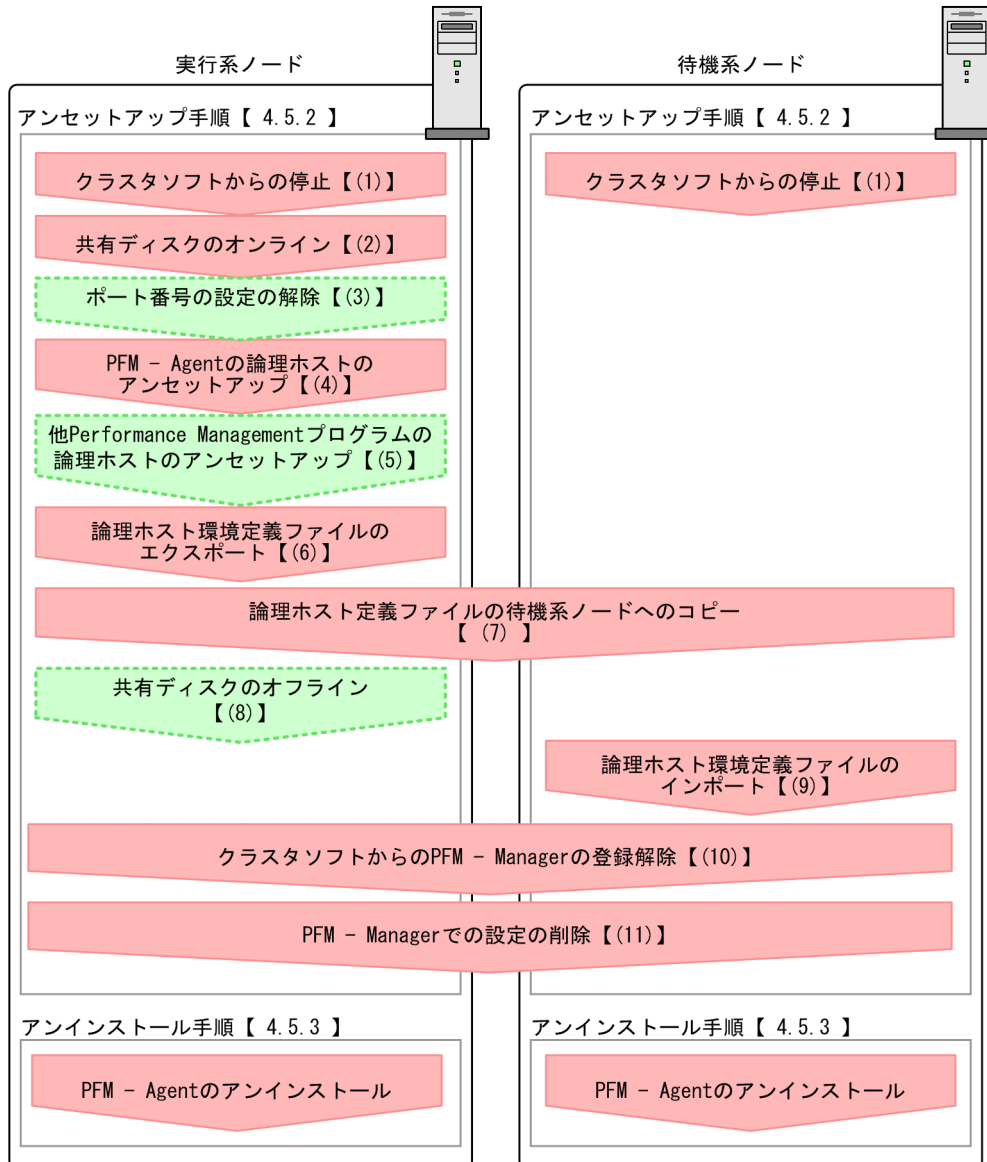 実行系ノード
待機系ノード
アンセットアップ手順【 4.5.2 】
アンセットアップ手順【 4.5.2 】
クラスタソフトからの停止【(1)】
クラスタソフトからの停止【(1)】
共有ディスクのオンライン【(2)】
ポート番号の設定の解除【(3)】
PFM − Agentの論理ホストの
アンセットアップ【(4)】
他Performance Managementプログラムの
論理ホストのアンセットアップ【(5)】
論理ホスト環境定義ファイルの
エクスポート【(6)】
論理ホスト定義ファイルの待機系ノードへのコピー
【 (7) 】
共有ディスクのオフライン
【(8)】
論理ホスト環境定義ファイルの
インポート【(9)】
クラスタソフトからのPFM − Managerの登録解除【(10)】
PFM − Managerでの設定の削除【(11)】
アンインストール手順【 4.5.3 】
アンインストール手順【 4.5.3 】
PFM − Agentのアンインストール
PFM − Agentのアンインストール